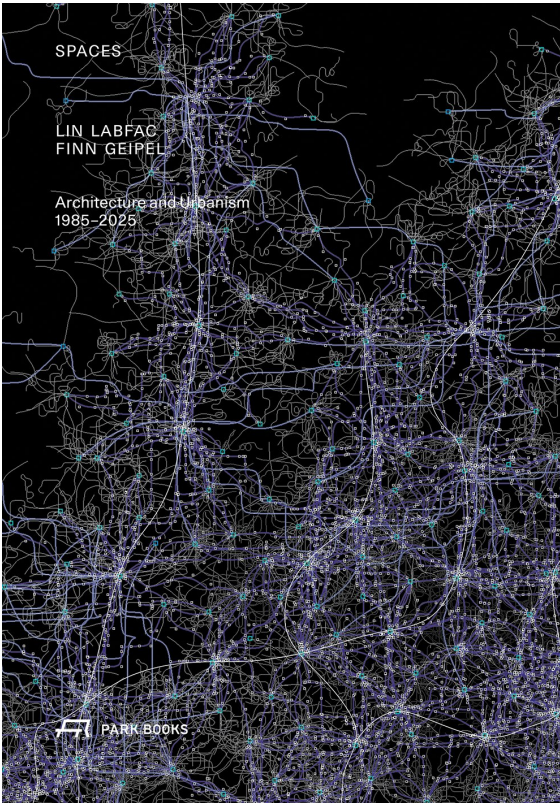 SPACES
LIN LABFAC
FINN GEIPEL
Architecture and Urbanism
1985–2025
PARK BOOKS